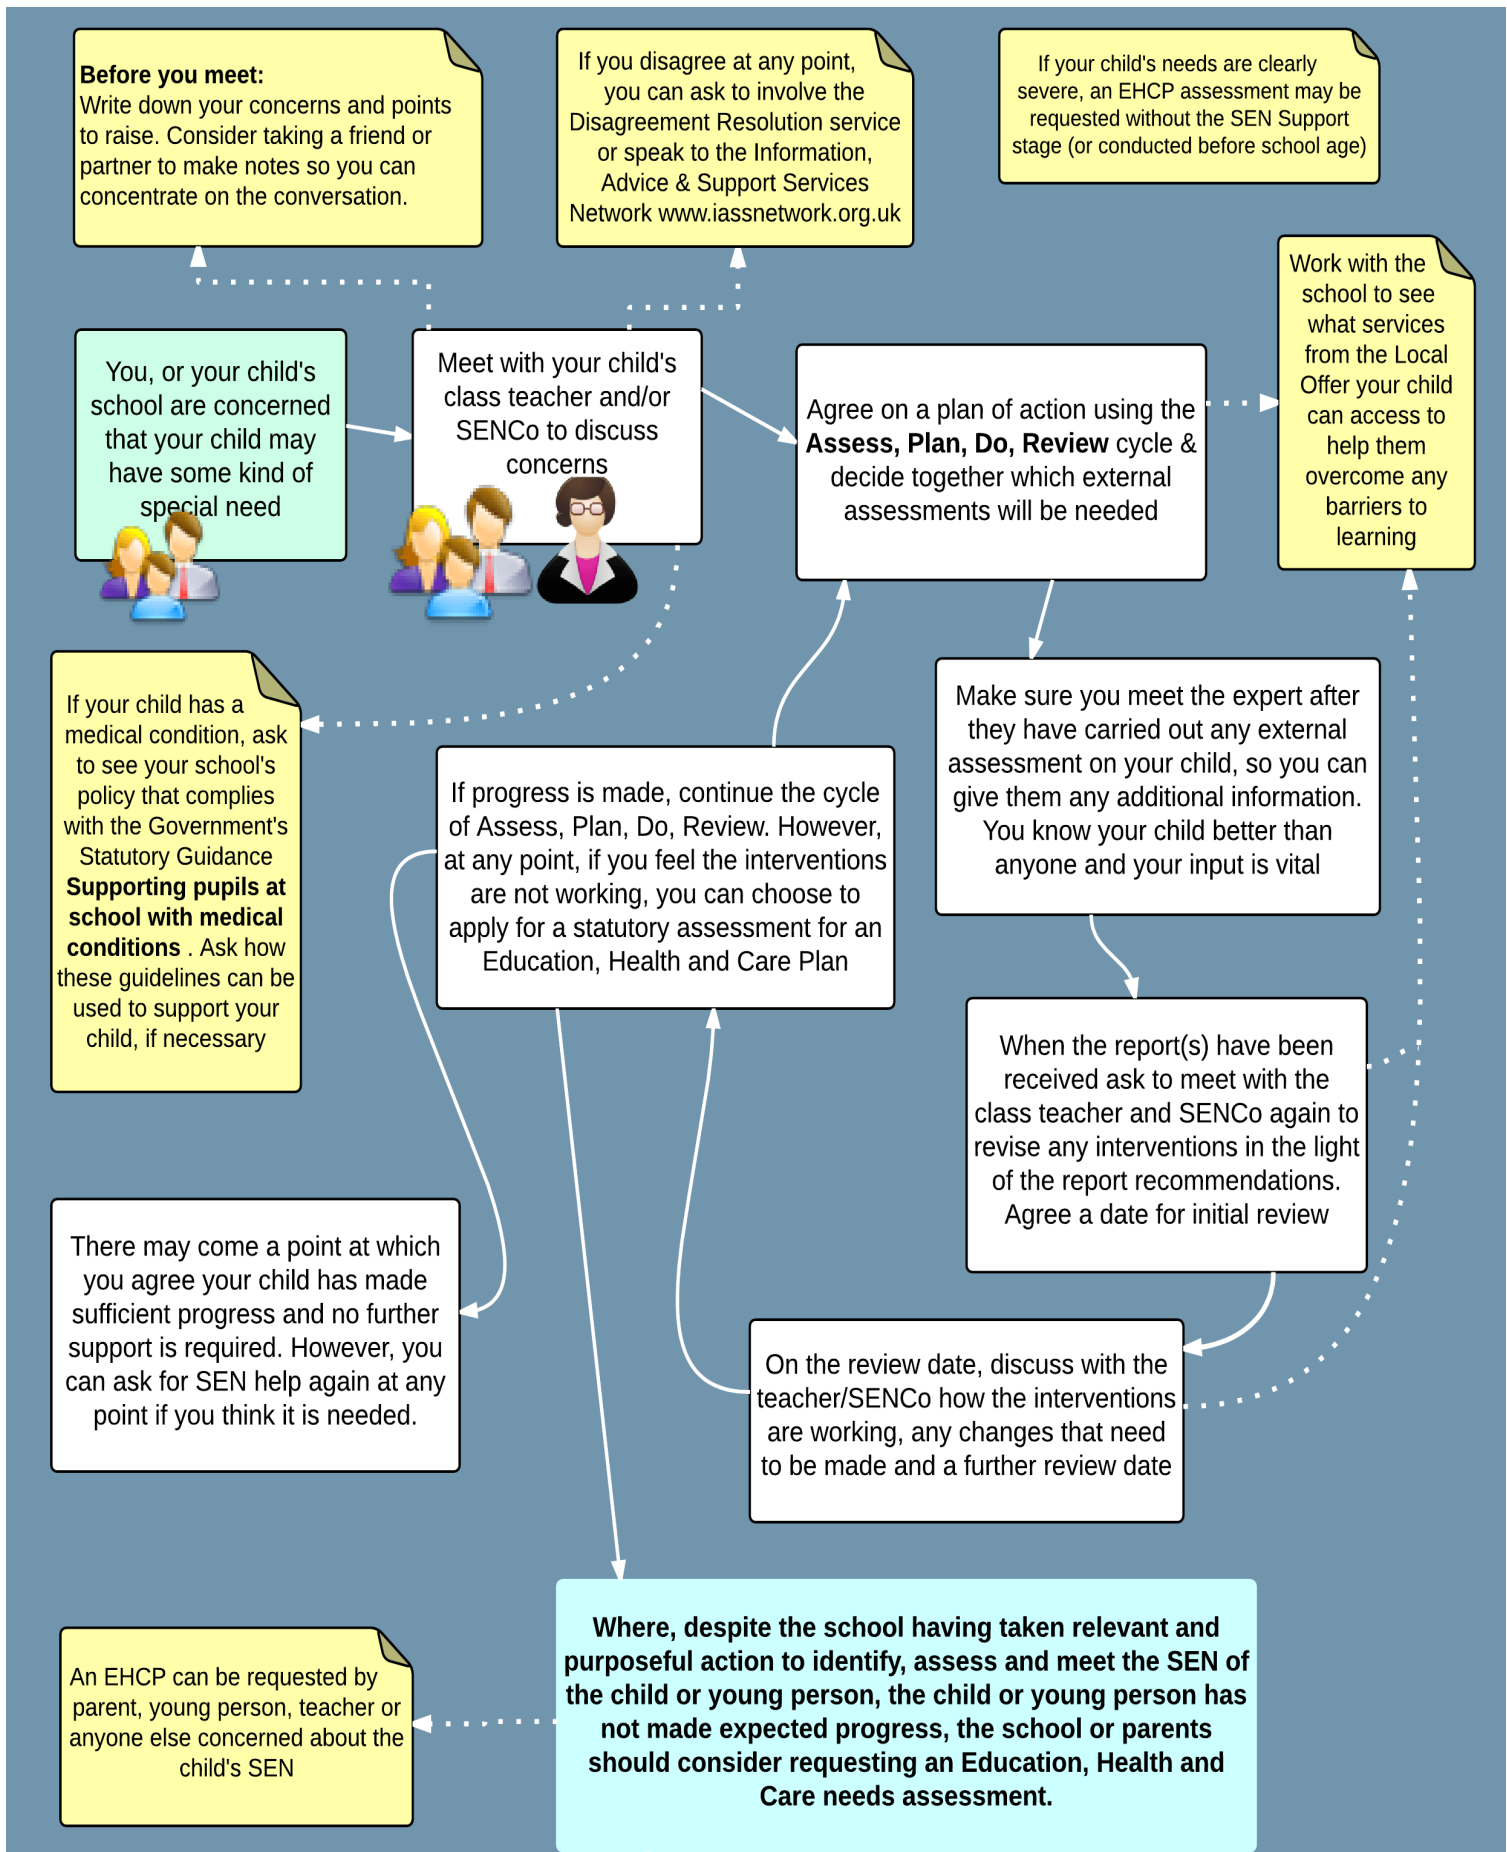 Before you meet:
Write down your concerns and points
to raise. Consider taking a friend or
partner to make notes so you can
concentrate on the conversation.
If you disagree at any point,
you can ask to involve the
Disagreement Resolution service
or speak to the Information,
Advice & Support Services
Network www.iassnetwork.org.uk
If your child's needs are clearly
severe, an EHCP assessment may be
requested without the SEN Support
stage (or conducted before school age)
You, or your child's
school are concerned
that your child may
have some kind of
special need
Meet with your child's
class teacher and/or
SENCo to discuss
concerns
Agree on a plan of action using the
Assess, Plan, Do, Review cycle &
decide together which external
assessments will be needed
Work with the
school to see
what services
from the Local
Offer your child
can access to
help them
overcome any
barriers to
learning
If your child has a
medical condition, ask
to see your school's
policy that complies
with the Government's
Statutory Guidance
Supporting pupils at
school with medical
conditions . Ask how
these guidelines can be
used to support your
child, if necessary
If progress is made, continue the cycle
of Assess, Plan, Do, Review. However,
at any point, if you feel the interventions
are not working, you can choose to
apply for a statutory assessment for an
Education, Health and Care Plan
Make sure you meet the expert after
they have carried out any external
assessment on your child, so you can
give them any additional information.
You know your child better than
anyone and your input is vital
When the report(s) have been
received ask to meet with the
class teacher and SENCo again to
revise any interventions in the light
of the report recommendations.
Agree a date for initial review
There may come a point at which
you agree your child has made
sufficient progress and no further
support is required. However, you
can ask for SEN help again at any
point if you think it is needed.
On the review date, discuss with the
teacher/SENCo how the interventions
are working, any changes that need
to be made and a further review date
Where, despite the school having taken relevant and
purposeful action to identify, assess and meet the SEN of
the child or young person, the child or young person has
not made expected progress, the school or parents
should consider requesting an Education, Health and
Care needs assessment.
An EHCP can be requested by
parent, young person, teacher or
anyone else concerned about the
child's SEN